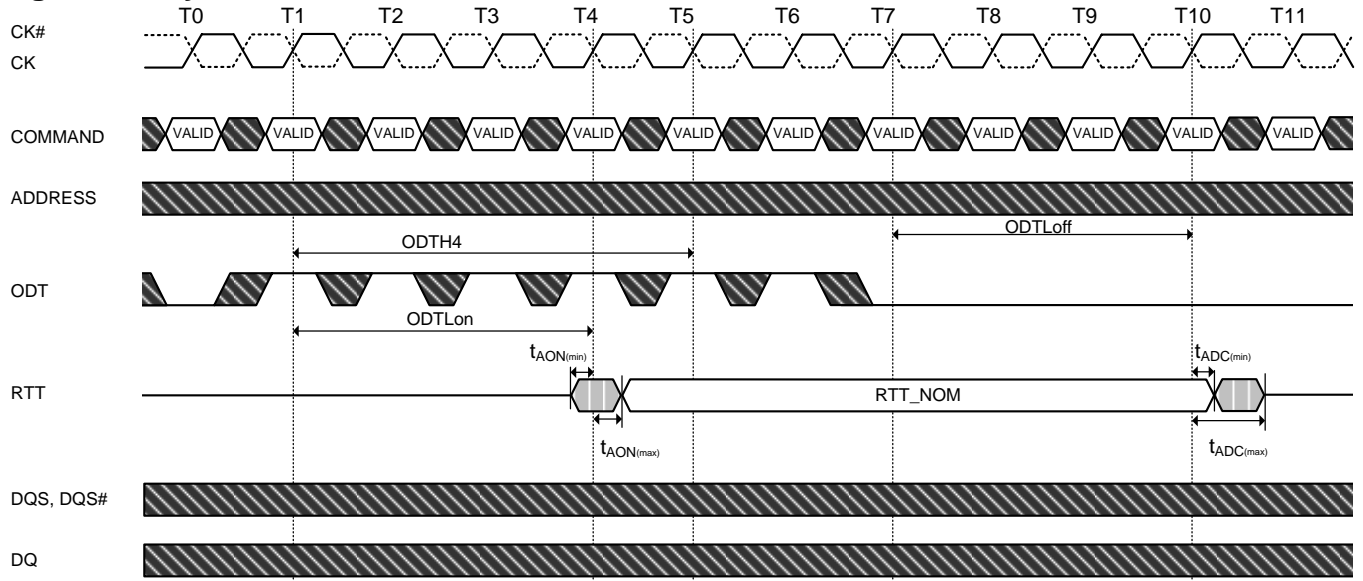 T0 T1 T2 T3 T4 T5 T6 T7 T8 T9 T10 T11
CK#
CK
COMMAND VALID VALID VALID VALID VALID VALID VALID VALID VALID VALID VALID VALID
ADDRESS
ODTLoff
ODTH4
ODT
ODTLon
tAON(min) tADC(min)
RTT RTT_NOM
tAON(max) tADC(max)
DQS, DQS#
DQ